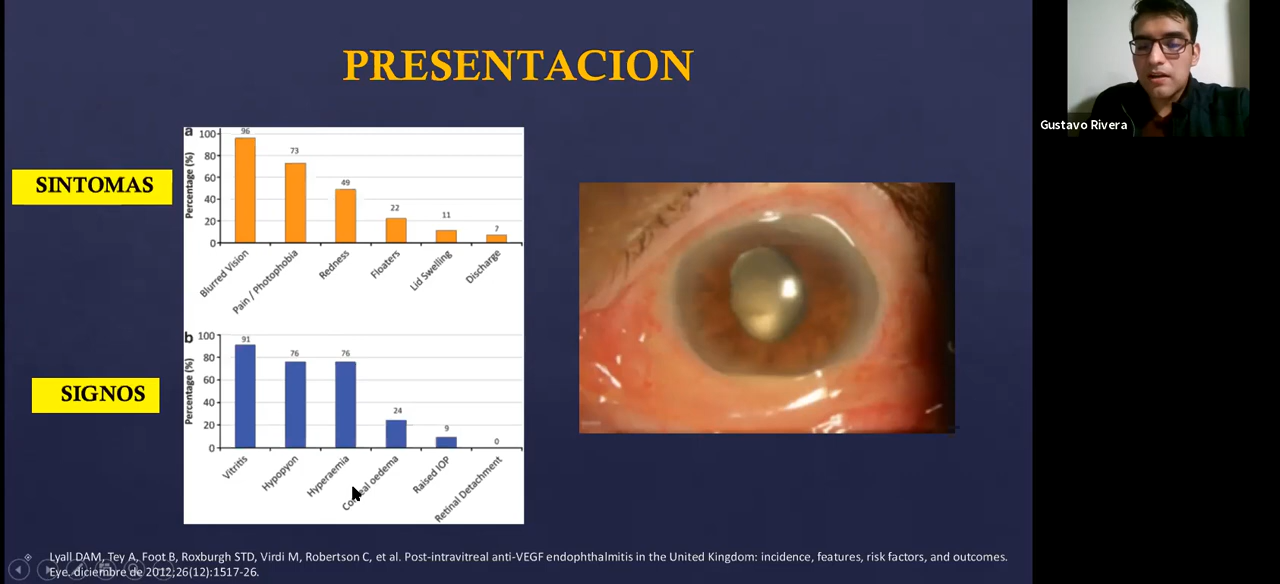 PRESENTACION
SINTOMAS
a
Percentage (%)
100
80
60
40
20
0
96
73
49
22
11
7
Blurred Vision
Pain / Photophobia
Redness
Floaters
Lid Swelling
Discharge
SIGNOS
b
Percentage (%)
100
80
60
40
20
0
91
76
76
24
9
0
Vitritis
Hypopyon
Hyperaemia
oedema
Raised IOP
Retinal Detachment
Gustavo Rivera
Lyall DAM, Tey A, Foot B, Roxburgh STD, Virdi M, Robertson C, et al. Post-intravitreal anti-VEGF endophthalmitis in the United Kingdom: incidence, features, risk factors, and outcomes.
Eye. diciembre de 2012;26(12):1517-26.